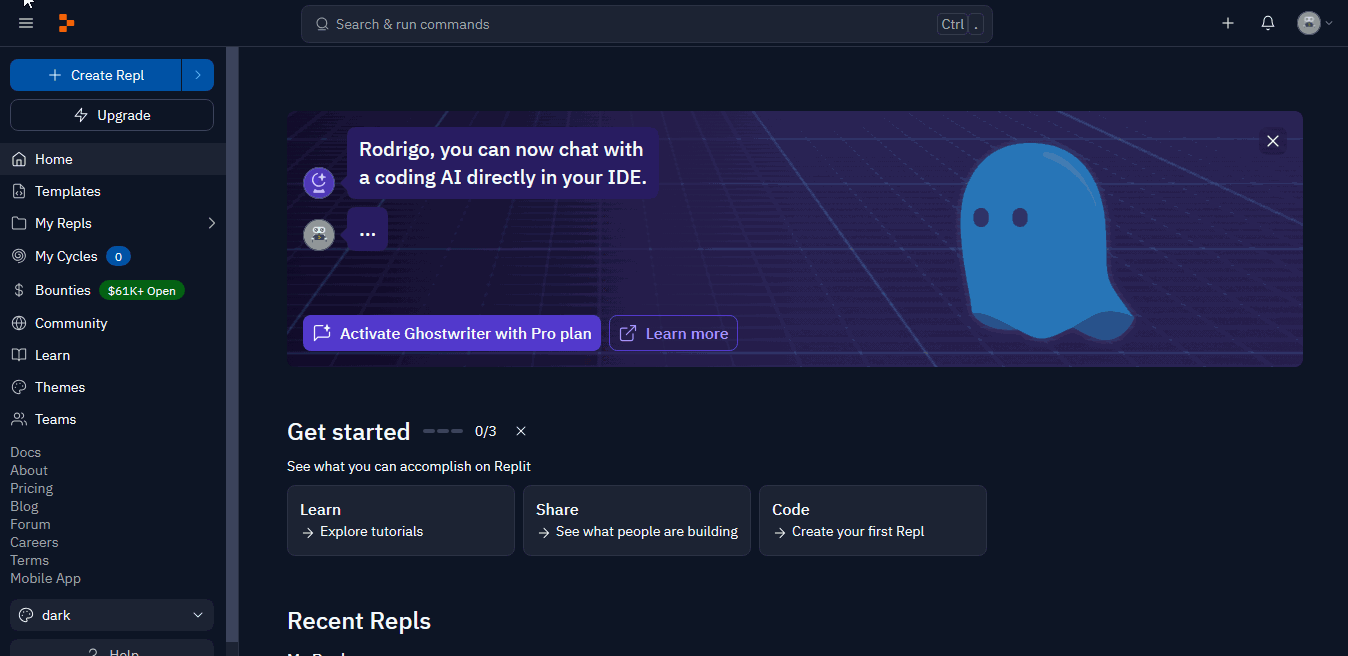 Search & run commands
Ctrl .
Create Repl
Upgrade
Home
Templates
My Repls
My Cycles 0
Bounties $61K+ Open
Community
Learn
Themes
Teams
Docs
About
Pricing
Blog
Forum
Careers
Terms
Mobile App
dark
? Help
Rodrigo, you can now chat with
a coding AI directly in your IDE.
...
Activate Ghostwriter with Pro plan
Learn more
Get started 0/3
See what you can accomplish on Replit
Learn
Explore tutorials
Share
See what people are building
Code
Create your first Repl
Recent Repls